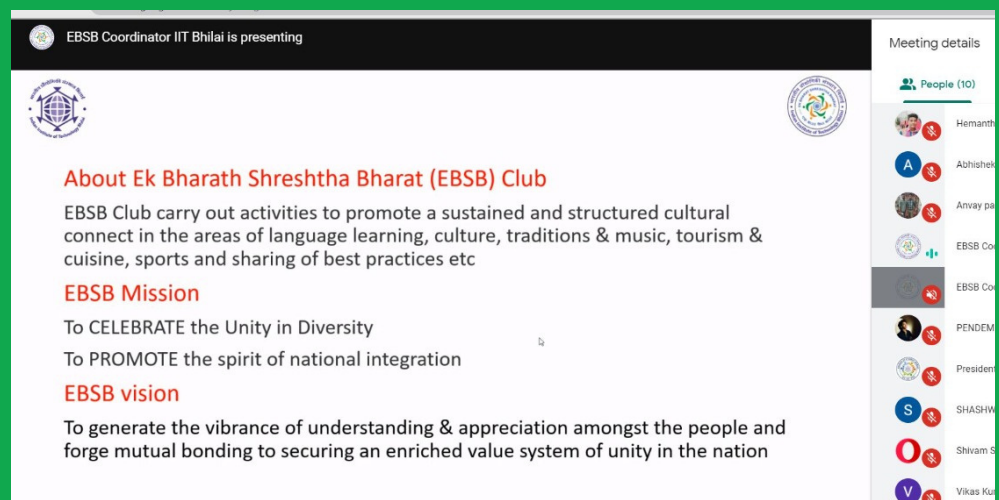 EBSB Coordinator IIT Bhilai is presenting
About Ek Bharath Shreshtha Bharat (EBSB) Club
EBSB Club carry out activities to promote a sustained and structured cultural
connect in the areas of language learning, culture, traditions & music, tourism &
cuisine, sports and sharing of best practices etc
EBSB Mission
To CELEBRATE the Unity in Diversity
To PROMOTE the spirit of national integration
EBSB vision
To generate the vibrance of understanding & appreciation amongst the people and
forge mutual bonding to securing an enriched value system of unity in the nation
Meeting details
People (10)
Hemanth
A Abhishek
Anvay pa
EBSB Coo
EBSB Coo
PENDEM
President
S SHASHW
Shivam S
V Vikas Kum